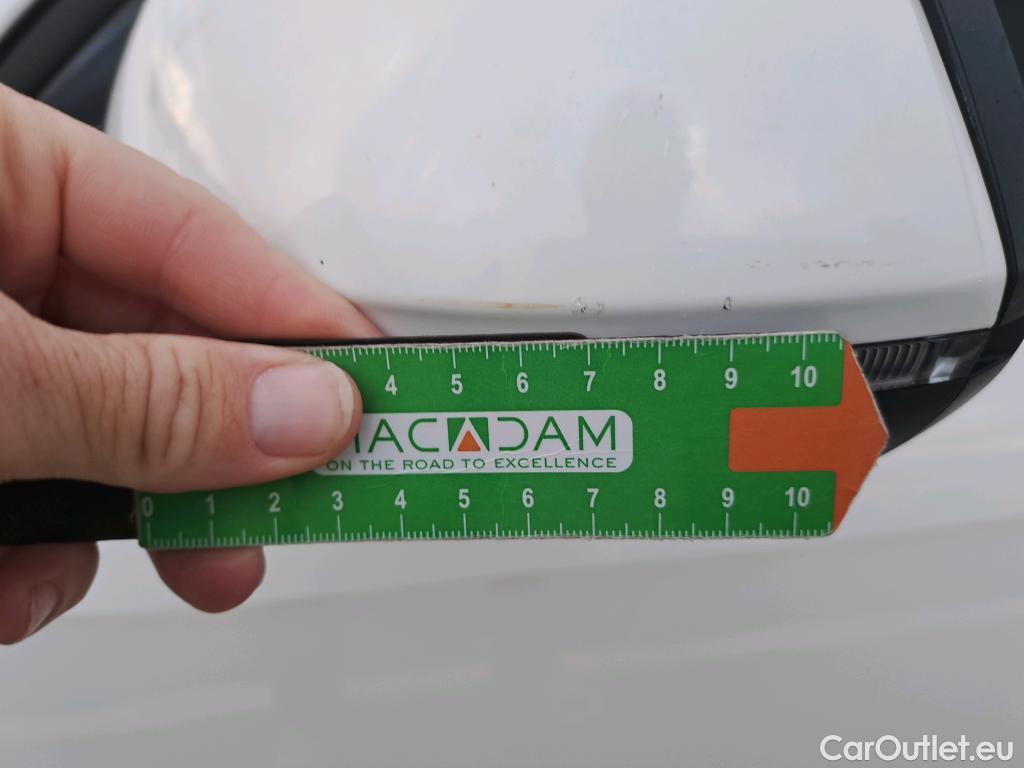 4 5 6 7 8 9 10
MACADAM
ON THE ROAD TO EXCELLENCE
0 1 2 3 4 5 6 7 8 9 10
CarOutlet.eu